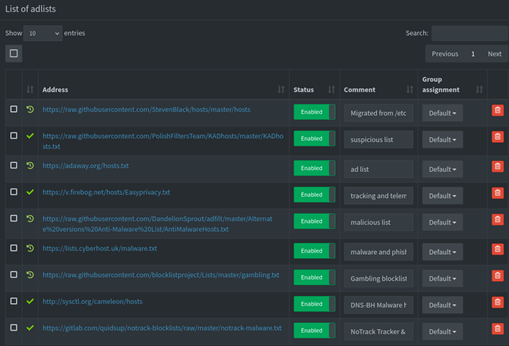 List of adlists
Show 10 entries Search:
Previous 1 Next
Address Status Comment Group assignment
https://raw.githubusercontent.com/StevenBlack/hosts/master/hosts Enabled Migrated from /etc Default
https://raw.githubusercontent.com/PolishFiltersTeam/KADhosts/master/KADho
sts.txt Enabled suspicious list Default
https://adaway.org/hosts.txt Enabled ad list Default
https://v.firebog.net/hosts/Easyprivacy.txt Enabled tracking and telem Default
https://raw.githubusercontent.com/DandelionSprout/adfilt/master/Alternat
e%20versions%20Anti-Malware%20List/AntiMalwareHosts.txt Enabled malicious list Default
https://lists.cyberhost.uk/malware.txt Enabled malware and phisl Default
https://raw.githubusercontent.com/blocklistproject/Lists/master/gambling.txt Enabled Gambling blocklist Default
http://sysctl.org/cameleon/hosts Enabled DNS-BH Malware Default
https://gitlab.com/quidsup/notrack-blocklists/raw/master/notrack-malware.txt Enabled NoTrack Tracker & Default